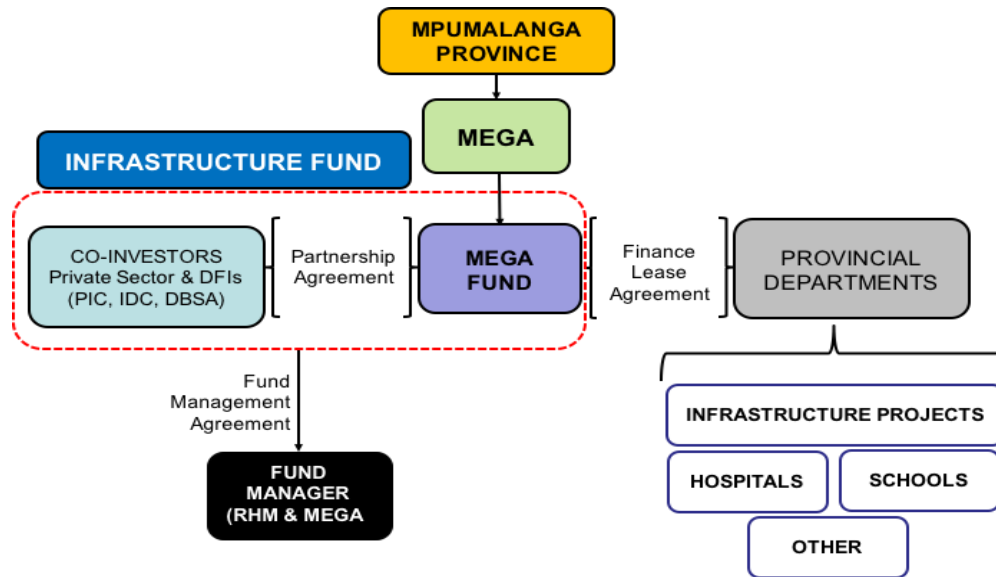 MPUMALANGA
PROVINCE
MEGA
INFRASTRUCTURE FUND
CO-INVESTORS
Private Sector & DFIs
(PIC, IDC, DBSA)
Partnership
Agreement
MEGA
FUND
Finance
Lease
Agreement
PROVINCIAL
DEPARTMENTS
Fund
Management
Agreement
FUND
MANAGER
(RHM & MEGA
INFRASTRUCTURE PROJECTS
HOSPITALS
SCHOOLS
OTHER